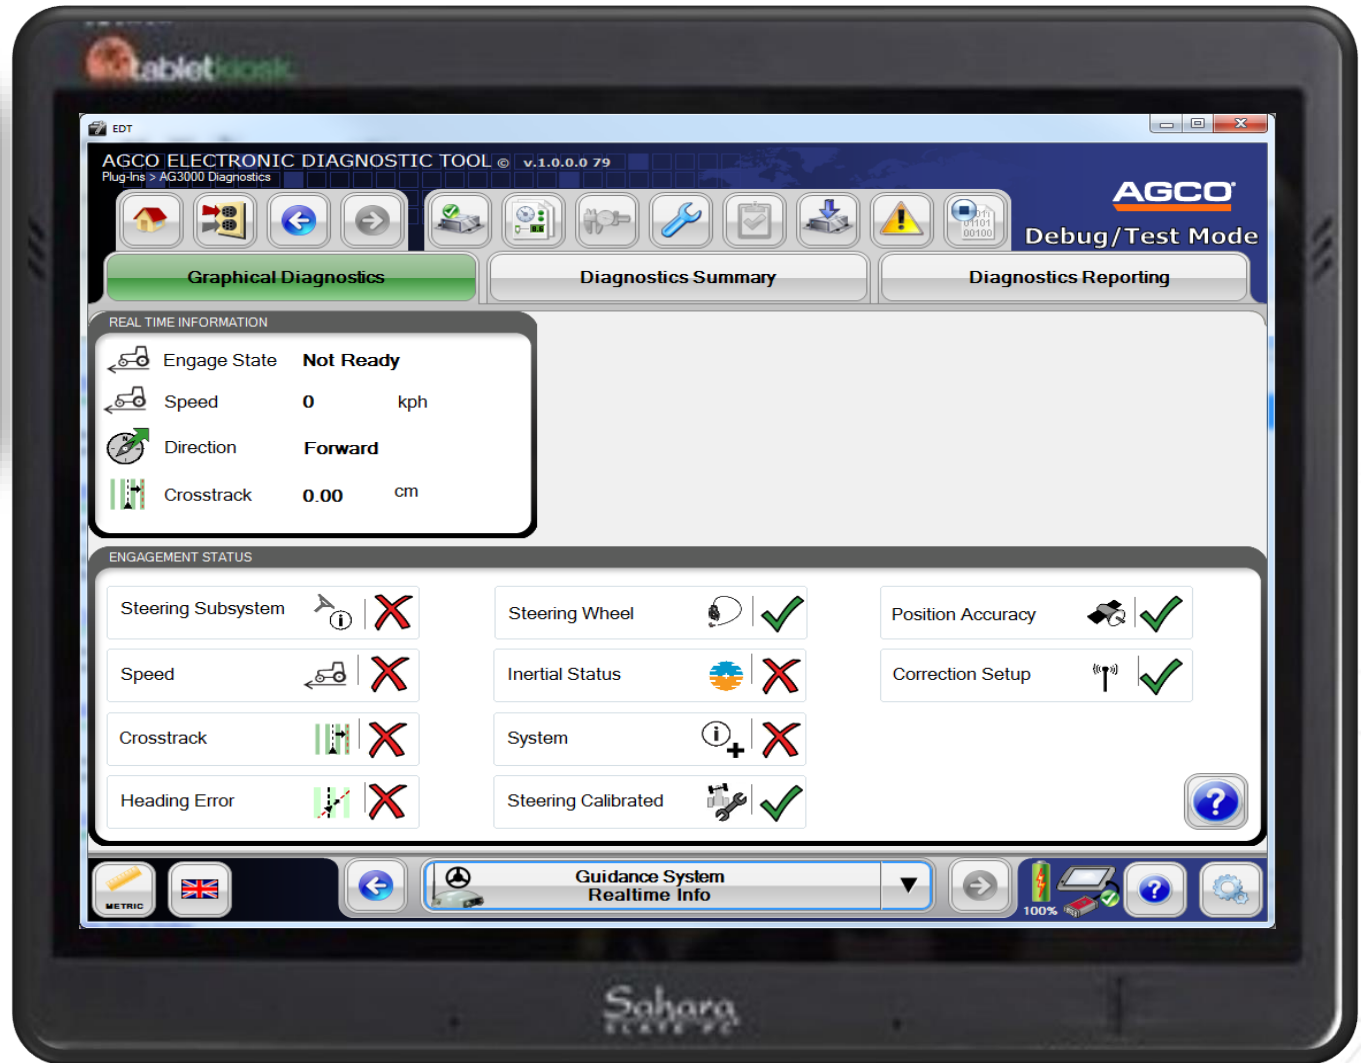 tabletkiosk
EDT
AGCO ELECTRONIC DIAGNOSTIC TOOL © v.1.0.0.0 79
Plug-Ins > AG3000 Diagnostics
AGCO
Debug/Test Mode
Graphical Diagnostics
Diagnostics Summary
Diagnostics Reporting
REAL TIME INFORMATION
Engage State Not Ready
Speed 0 kph
Direction Forward
Crosstrack 0.00 cm
ENGAGEMENT STATUS
Steering Subsystem
Steering Wheel
Position Accuracy
Speed
Inertial Status
Correction Setup
Crosstrack
System
Heading Error
Steering Calibrated
METRIC
Guidance System
Realtime Info
100%
Sahara
SLATE PC